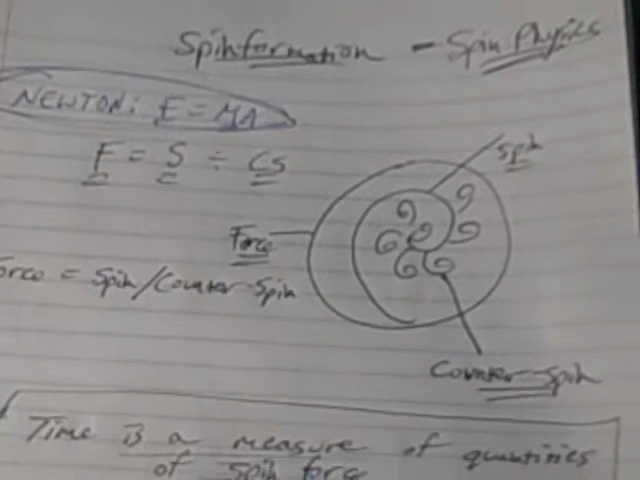 Spinformation - Spin Physics
NEWTON: F = MA
F = S ÷ CS
Spin
Force
Force = Spin/Counter-Spin
Counter-Spin
Time is a measure of quantities
of spin force